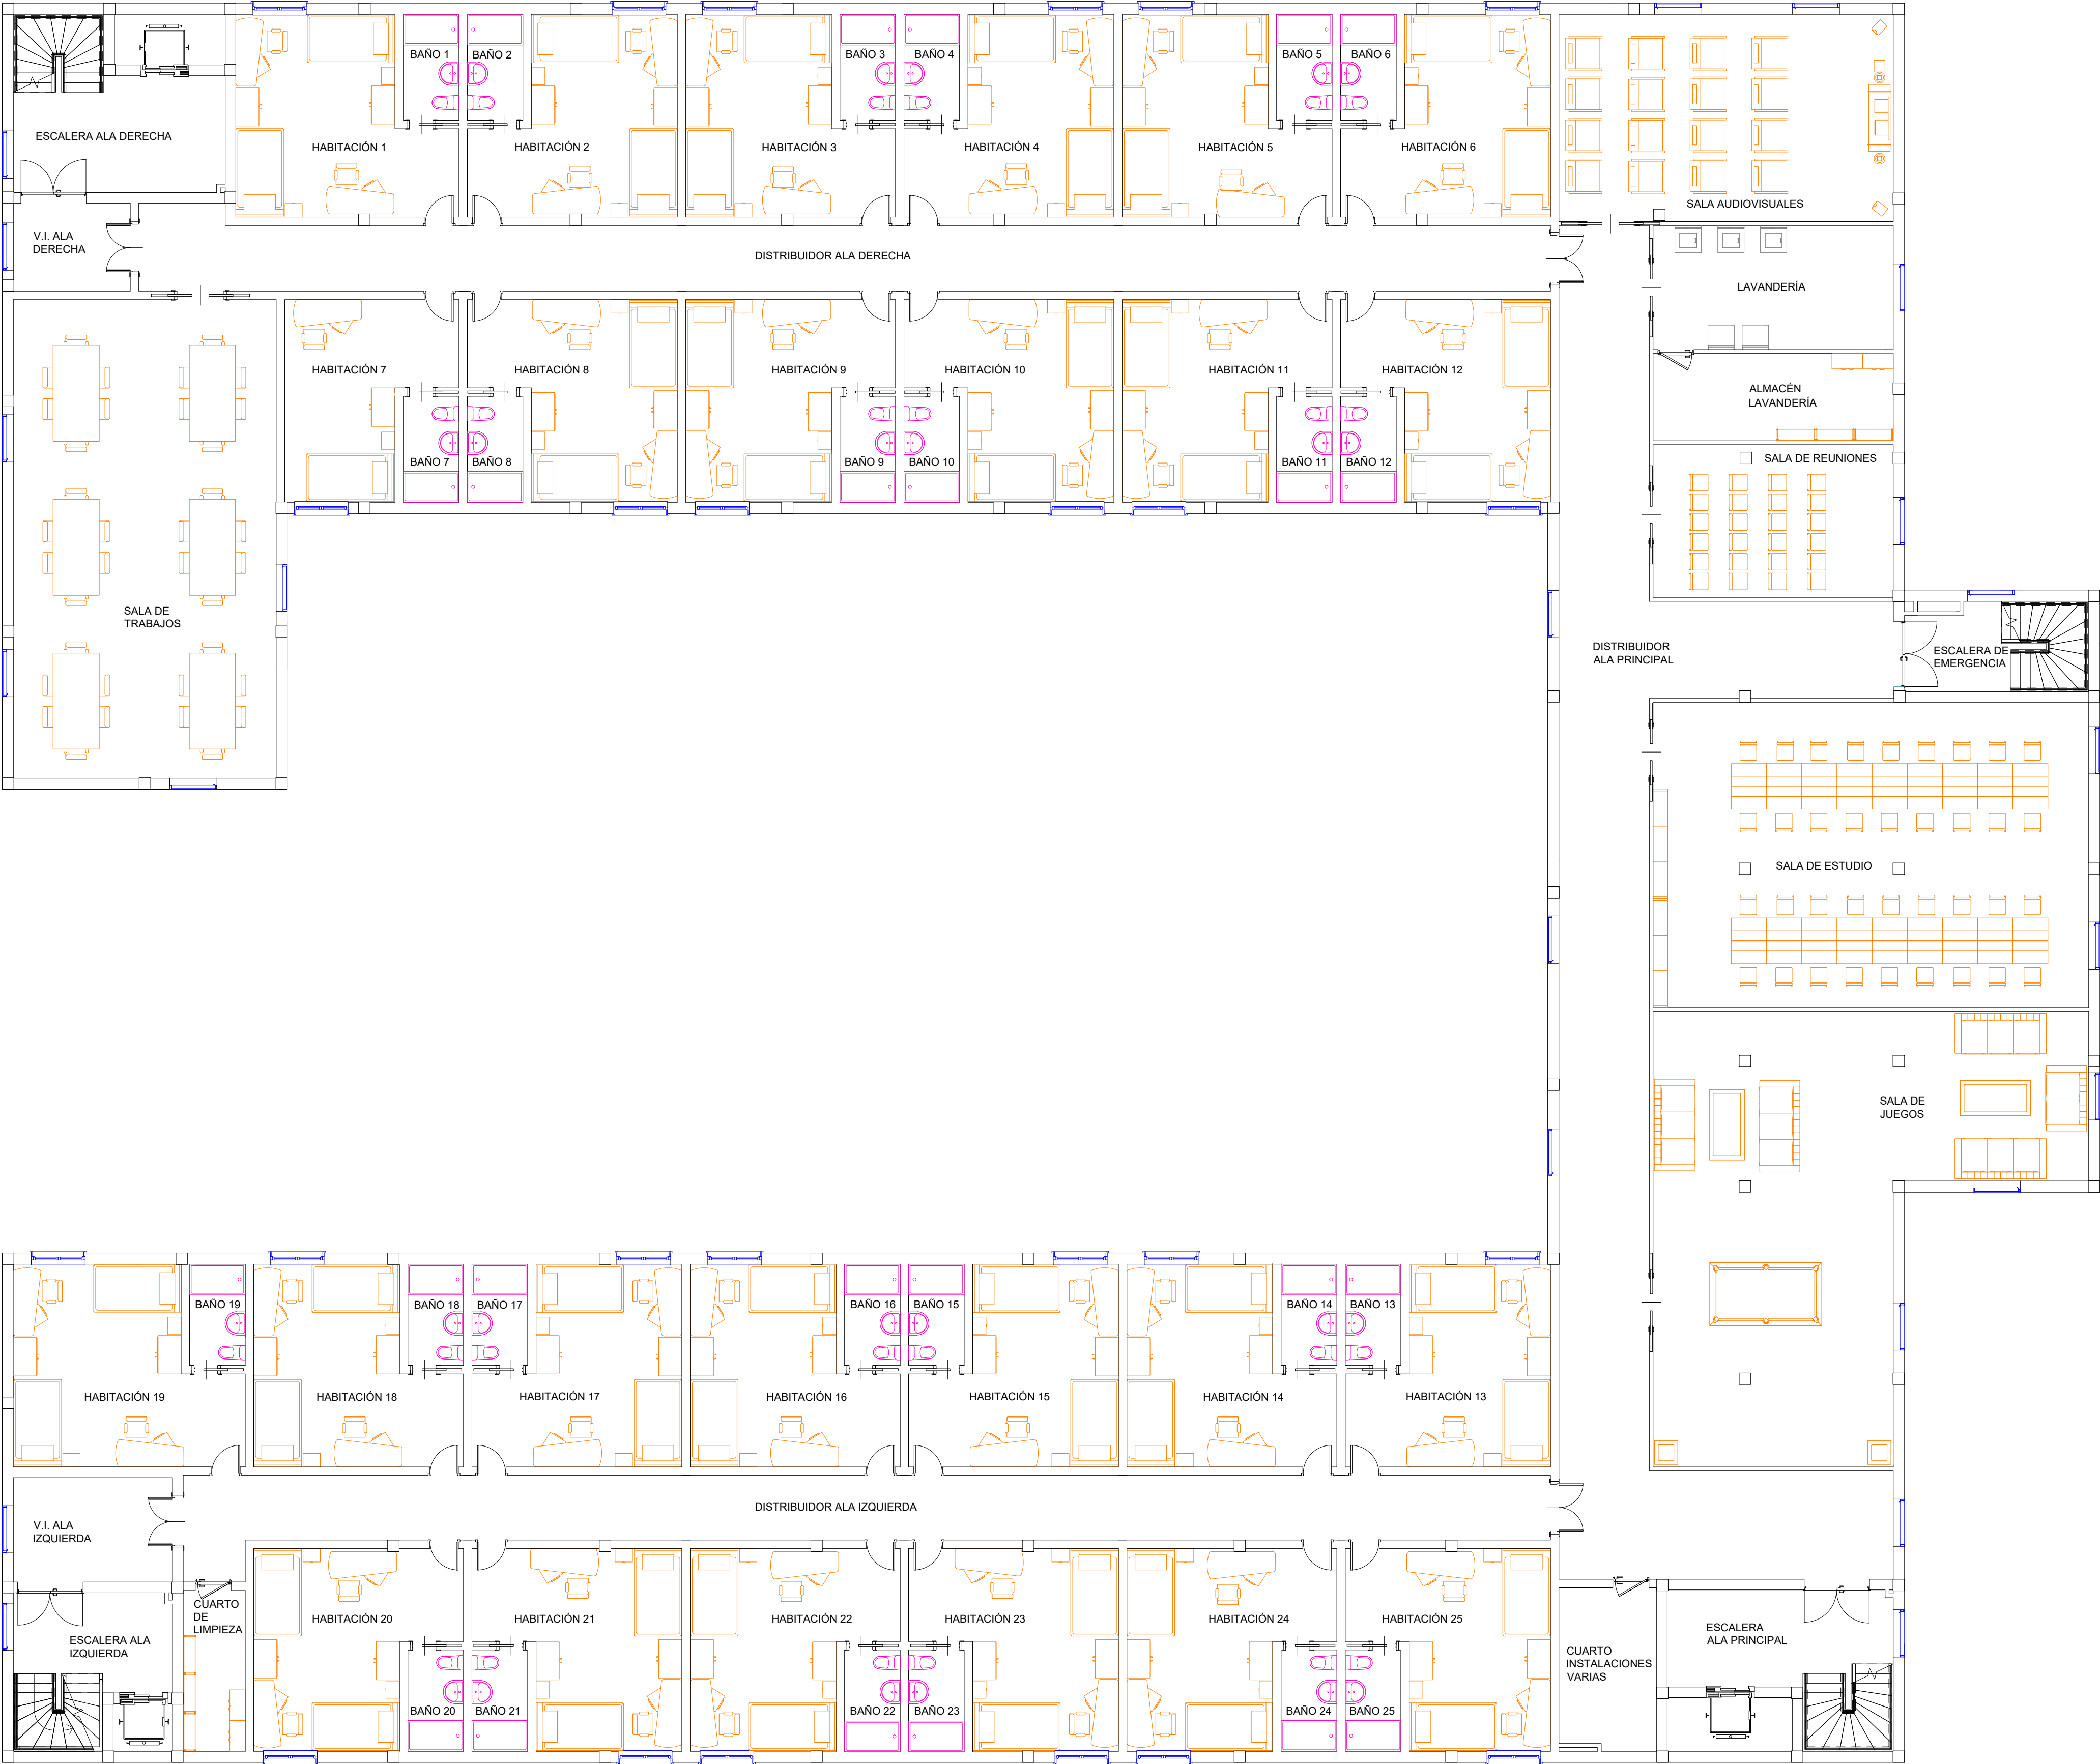 BAÑO 1
BAÑO 2
BAÑO 3
BAÑO 4
BAÑO 5
BAÑO 6
ESCALERA ALA DERECHA
HABITACIÓN 1
HABITACIÓN 2
HABITACIÓN 3
HABITACIÓN 4
HABITACIÓN 5
HABITACIÓN 6
SALA AUDIOVISUALES
V.I. ALA
DERECHA
DISTRIBUIDOR ALA DERECHA
LAVANDERÍA
HABITACIÓN 7
HABITACIÓN 8
HABITACIÓN 9
HABITACIÓN 10
HABITACIÓN 11
HABITACIÓN 12
ALMACÉN
LAVANDERÍA
BAÑO 7
BAÑO 8
BAÑO 9
BAÑO 10
BAÑO 11
BAÑO 12
SALA DE REUNIONES
SALA DE
TRABAJOS
DISTRIBUIDOR
ALA PRINCIPAL
ESCALERA DE
EMERGENCIA
SALA DE ESTUDIO
SALA DE
JUEGOS
BAÑO 19
BAÑO 18
BAÑO 17
BAÑO 16
BAÑO 15
BAÑO 14
BAÑO 13
HABITACIÓN 19
HABITACIÓN 18
HABITACIÓN 17
HABITACIÓN 16
HABITACIÓN 15
HABITACIÓN 14
HABITACIÓN 13
DISTRIBUIDOR ALA IZQUIERDA
V.I. ALA
IZQUIERDA
CUARTO
DE
LIMPIEZA
HABITACIÓN 20
HABITACIÓN 21
HABITACIÓN 22
HABITACIÓN 23
HABITACIÓN 24
HABITACIÓN 25
ESCALERA ALA
IZQUIERDA
ESCALERA
ALA PRINCIPAL
CUARTO
INSTALACIONES
VARIAS
BAÑO 20
BAÑO 21
BAÑO 22
BAÑO 23
BAÑO 24
BAÑO 25